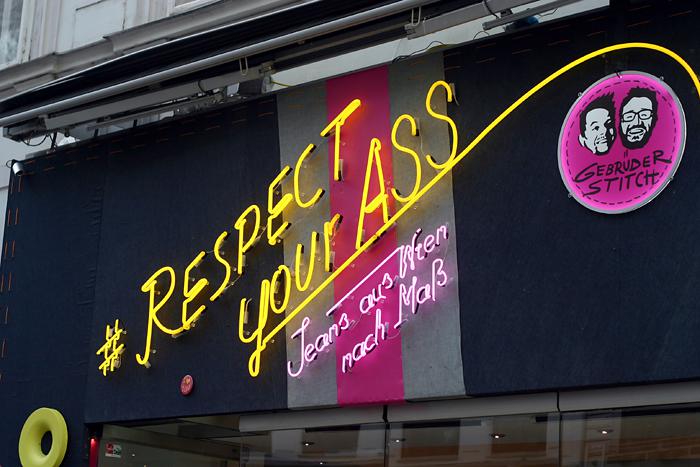 #RESPECT
your ASS
Jeans aus Wien
nach Maß
GEBRÜDER
STITCH